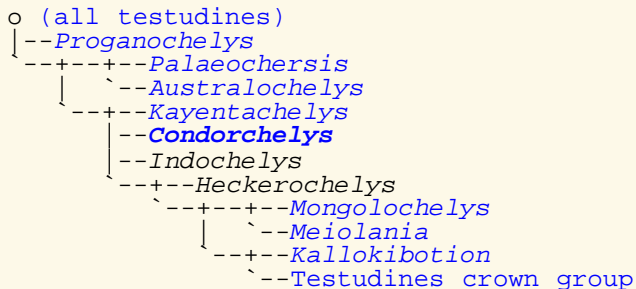 o (all testudines)
|--Proganochelys
`--+--+--Palaeochersis
   |  `--Australochelys
   `--+--Kayentachelys
      |--Condorchelys
      |--Indochelys
      `--+--Heckerochelys
         `--+--+--Mongolochelys
            |  `--Meiolania
            `--+--Kallokibotion
               `--Testudines crown group